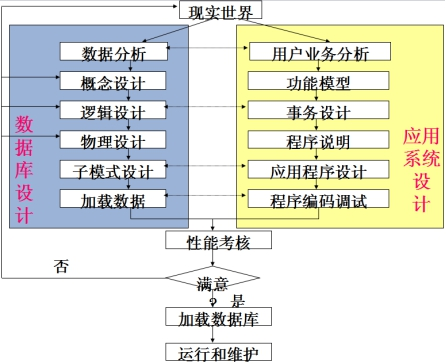 现实世界
数据分析
用户业务分析
概念设计
功能模型
逻辑设计
事务设计
物理设计
程序说明
子模式设计
应用程序设计
加载数据
程序编码调试
数据库设计
应用系统设计
性能考核
否
满意
？
是
加载数据库
运行和维护